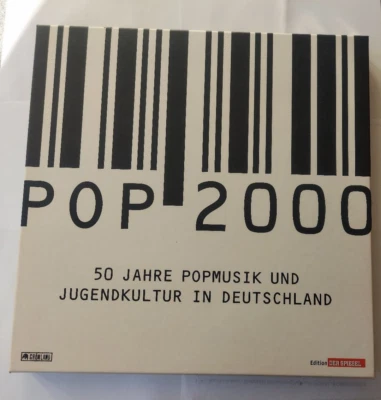 POP 2000
50 JAHRE POPMUSIK UND
JUGENDKULTUR IN DEUTSCHLAND
Edition DER SPIEGEL